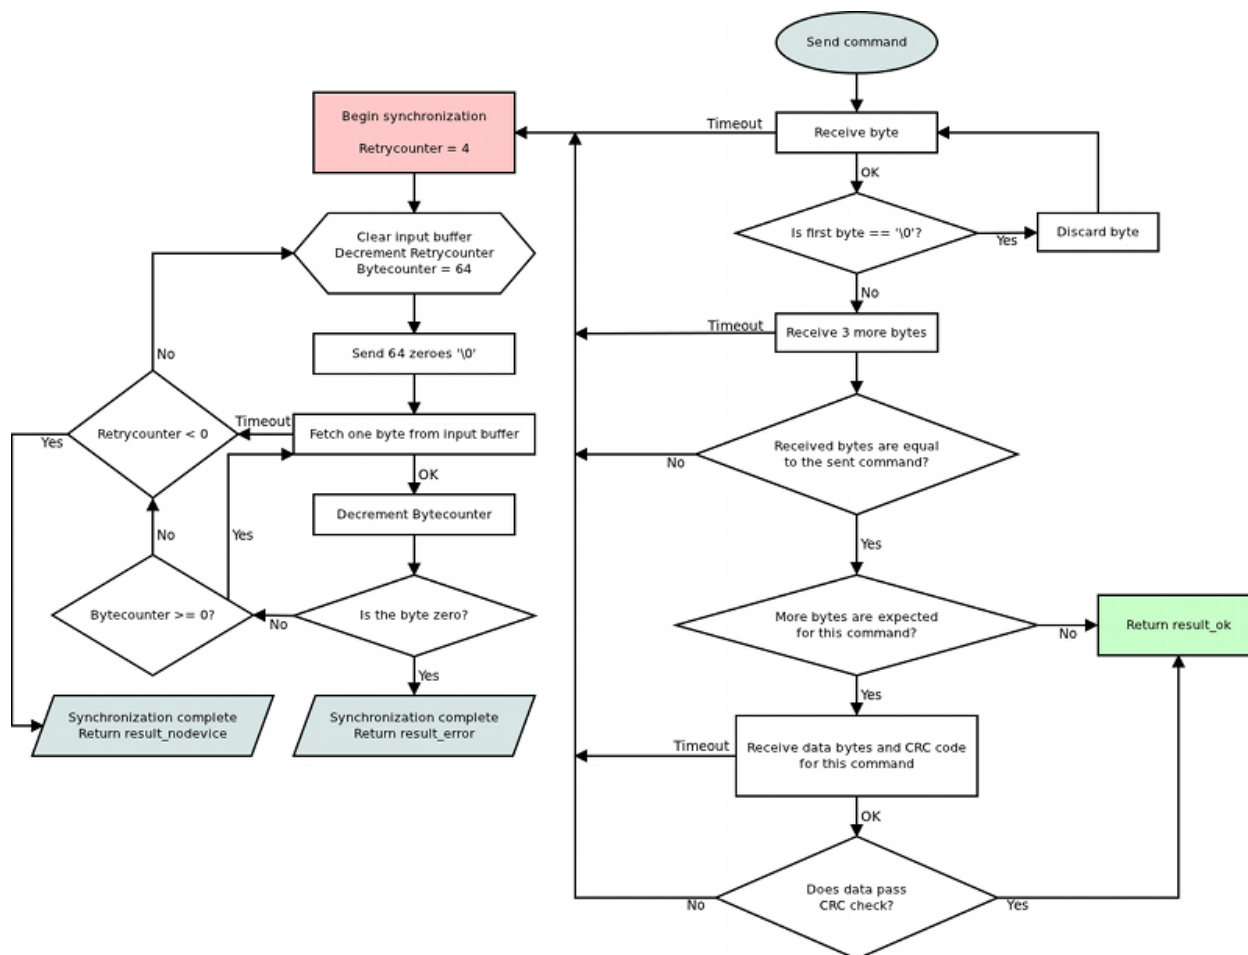 Send command
Begin synchronization
Retrycounter = 4
Timeout
Receive byte
OK
Is first byte == '\0'?
Yes
Discard byte
No
Clear input buffer
Decrement Retrycounter
Bytecounter = 64
Send 64 zeroes '\0'
Timeout
Receive 3 more bytes
No
Retrycounter < 0
Yes
Timeout
Fetch one byte from input buffer
OK
Received bytes are equal
to the sent command?
No
Yes
Decrement Bytecounter
No
Yes
Bytecounter >= 0?
No
Is the byte zero?
Yes
More bytes are expected
for this command?
No
Return result_ok
Yes
Synchronization complete
Return result_nodevice
Synchronization complete
Return result_error
Timeout
Receive data bytes and CRC code
for this command
OK
Does data pass
CRC check?
No
Yes